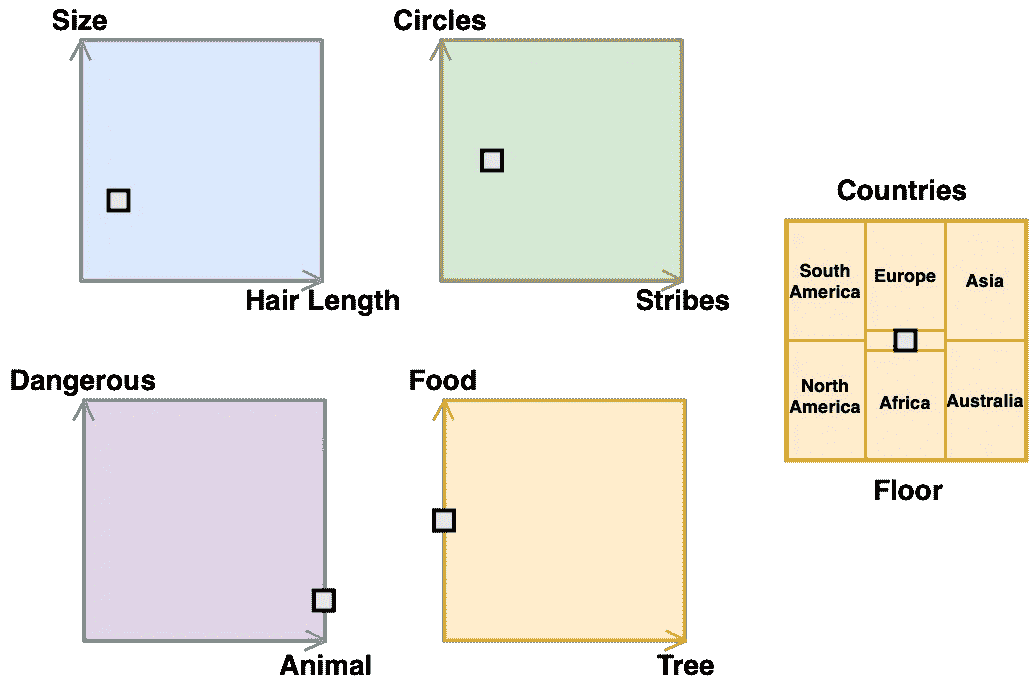 Size
Hair Length
Circles
Stribes
Countries
South
America
Europe
Asia
North
America
Africa
Australia
Floor
Dangerous
Animal
Food
Tree